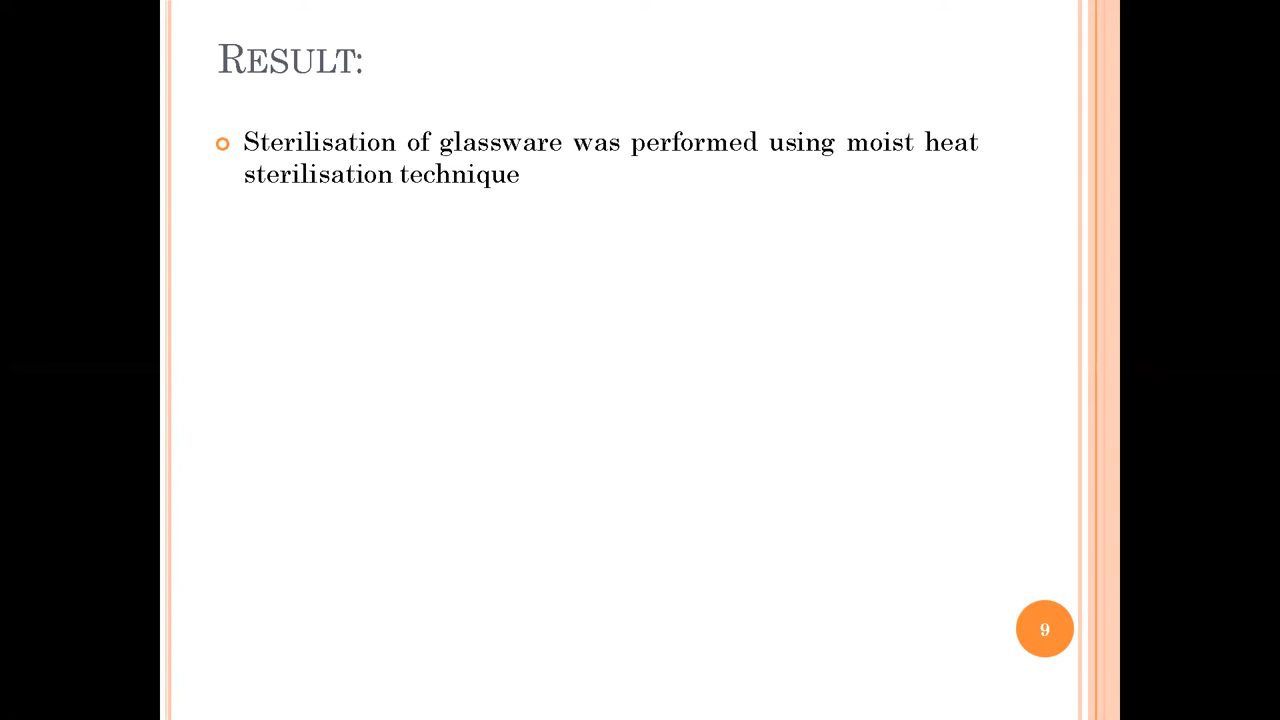 RESULT:
Sterilisation of glassware was performed using moist heat
sterilisation technique
9